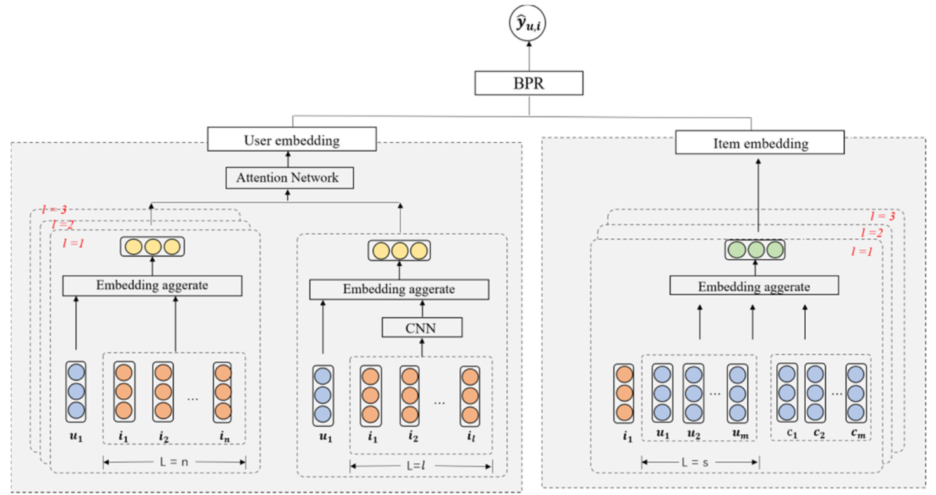 ŷ_{u,i}
BPR
User embedding
Item embedding
Attention Network
l = 3
l =2
l =1
l = 3
l =2
l =1
Embedding aggerate
Embedding aggerate
Embedding aggerate
CNN
...
...
...
...
u_1 i_1 i_2 i_n
u_1 i_1 i_2 i_l
i_1 u_1 u_2 u_m c_1 c_2 c_m
L = n
L=l
L = s